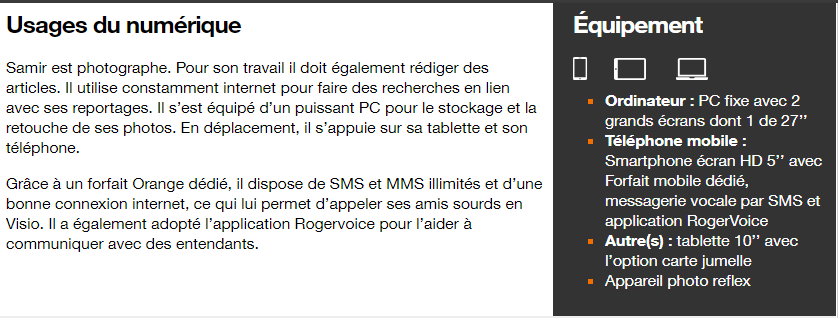 Usages du numérique
Samir est photographe. Pour son travail il doit également rédiger des
articles. Il utilise constamment internet pour faire des recherches en lien
avec ses reportages. Il s’est équipé d’un puissant PC pour le stockage et la
retouche de ses photos. En déplacement, il s’appuie sur sa tablette et son
téléphone.
Grâce à un forfait Orange dédié, il dispose de SMS et MMS illimités et d’une
bonne connexion internet, ce qui lui permet d’appeler ses amis sourds en
Visio. Il a également adopté l’application Rogervoice pour l’aider à
communiquer avec des entendants.
Équipement
Ordinateur : PC fixe avec 2
grands écrans dont 1 de 27’’
Téléphone mobile :
Smartphone écran HD 5’’ avec
Forfait mobile dédié,
messagerie vocale par SMS et
application RogerVoice
Autre(s) : tablette 10’’ avec
l’option carte jumelle
Appareil photo reflex